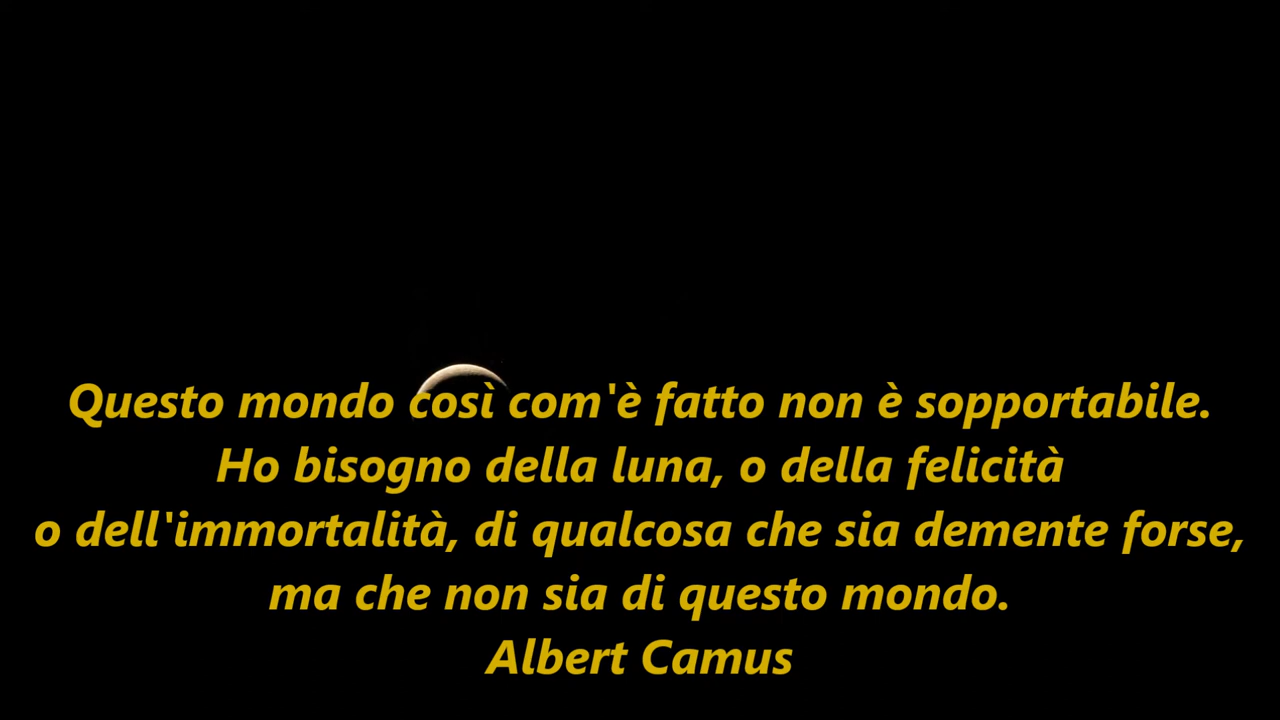 Questo mondo così com'è fatto non è sopportabile.
Ho bisogno della luna, o della felicità
o dell'immortalità, di qualcosa che sia demente forse,
ma che non sia di questo mondo.
Albert Camus